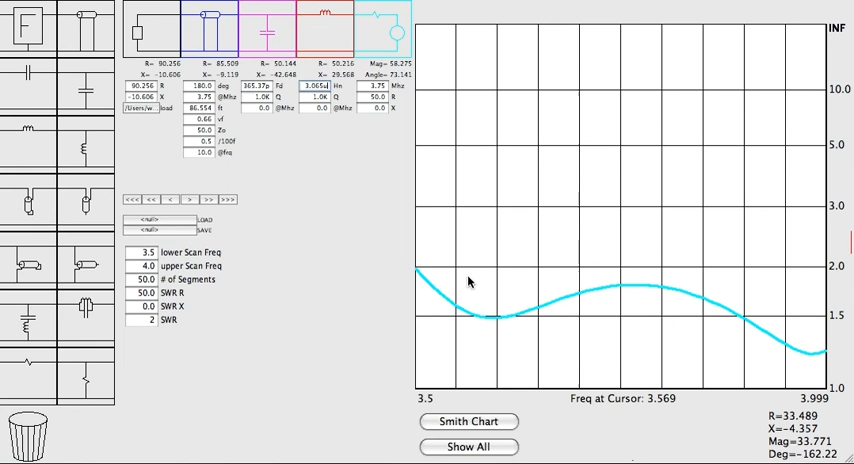 F
R= 90.256 R= 85.509 R= 50.144 R= 50.216 Mag= 58.275
X= -10.606 X= -9.119 X= -42.648 X= 29.568 Angle= 73.141
90.256 R 180.0 deg 365.37p Fd 3.065u Hn 3.75 Mhz
-10.606 X 3.75 @Mhz 1.0K Q 1.0K Q 50.0 R
/Users/w... load 86.554 ft 0.0 @Mhz 0.0 @Mhz 0.0 X
0.66 vf
50.0 Zo
0.5 /100f
10.0 @frq
<<< << < > >> >>>
<null> LOAD
<null> SAVE
3.5 lower Scan Freq
4.0 upper Scan Freq
50.0 # of Segments
50.0 SWR R
0.0 SWR X
2 SWR
INF
10.0
5.0
3.0
2.0
1.5
1.0
3.5 Freq at Cursor: 3.569 3.999
Smith Chart
Show All
R=33.489
X=-4.357
Mag=33.771
Deg=-162.22